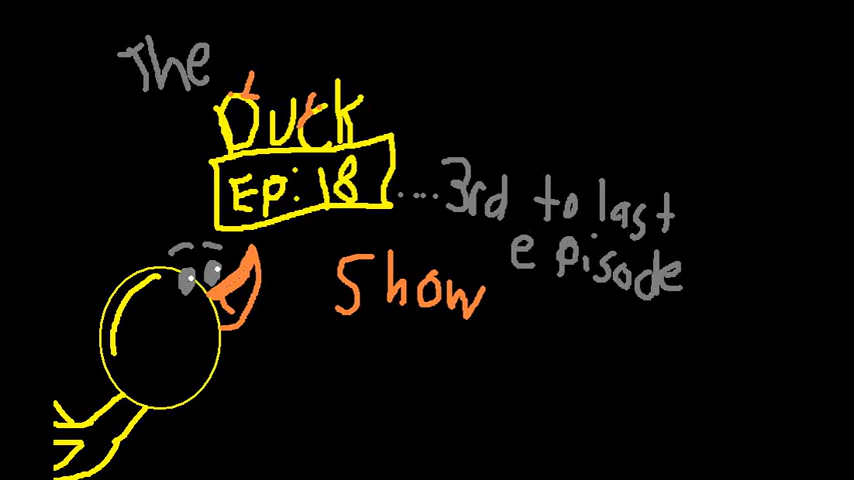 The
Duck
Ep: 18
....3rd to last
episode
Show